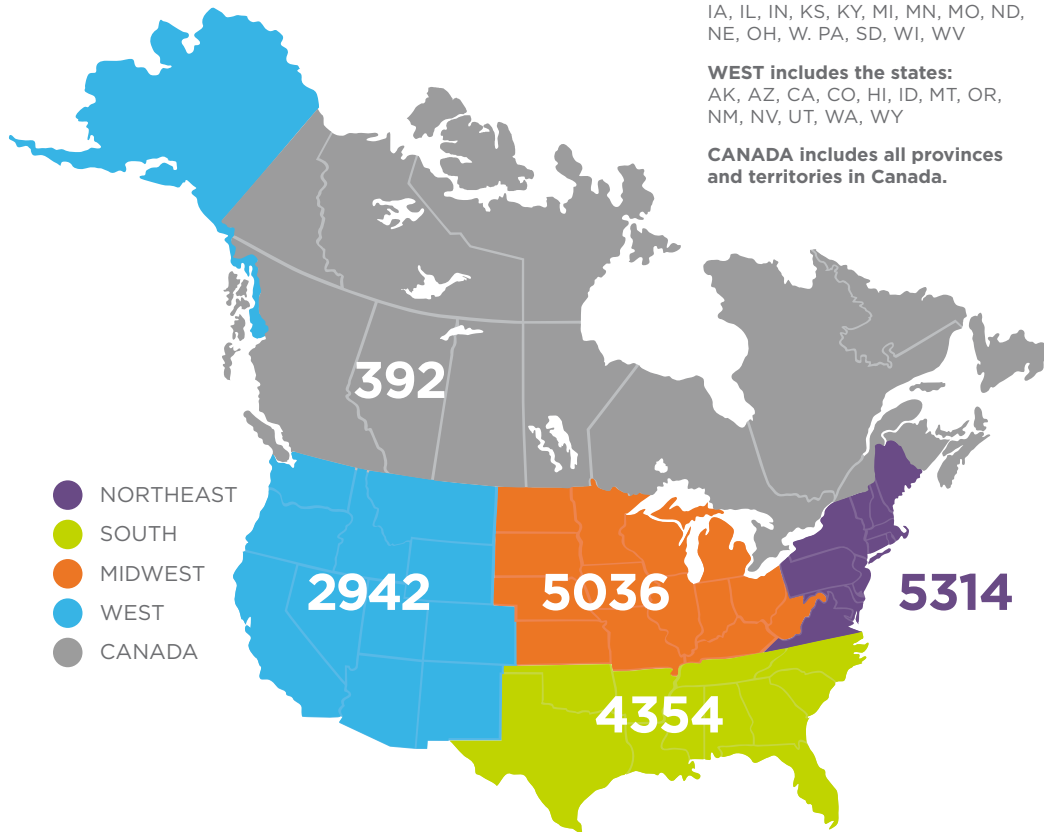 IA, IL, IN, KS, KY, MI, MN, MO, ND,
NE, OH, W. PA, SD, WI, WV
WEST includes the states:
AK, AZ, CA, CO, HI, ID, MT, OR,
NM, NV, UT, WA, WY
CANADA includes all provinces
and territories in Canada.
392
NORTHEAST
SOUTH
MIDWEST
WEST
CANADA
2942
5036
5314
4354